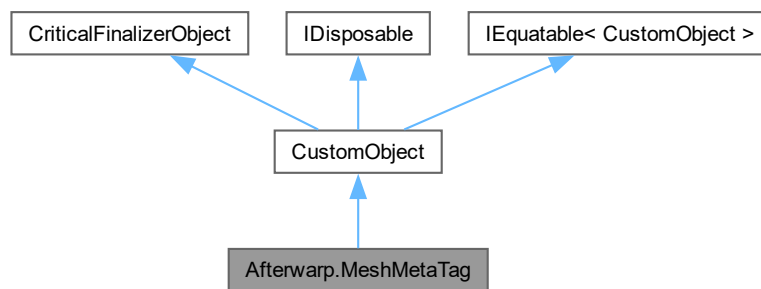 CriticalFinalizerObject
IDisposable
IEquatable< CustomObject >
CustomObject
Afterwarp.MeshMetaTag